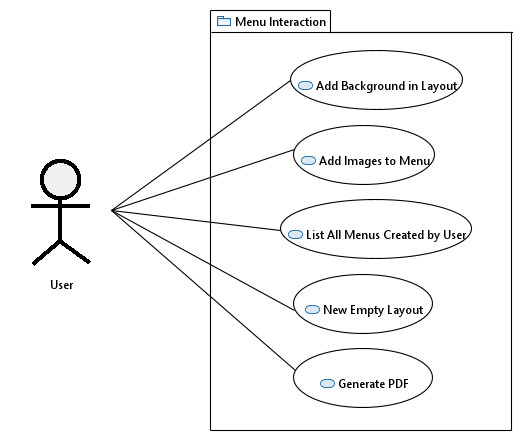 Menu Interaction
Add Background in Layout
Add Images to Menu
List All Menus Created by User
New Empty Layout
Generate PDF
User